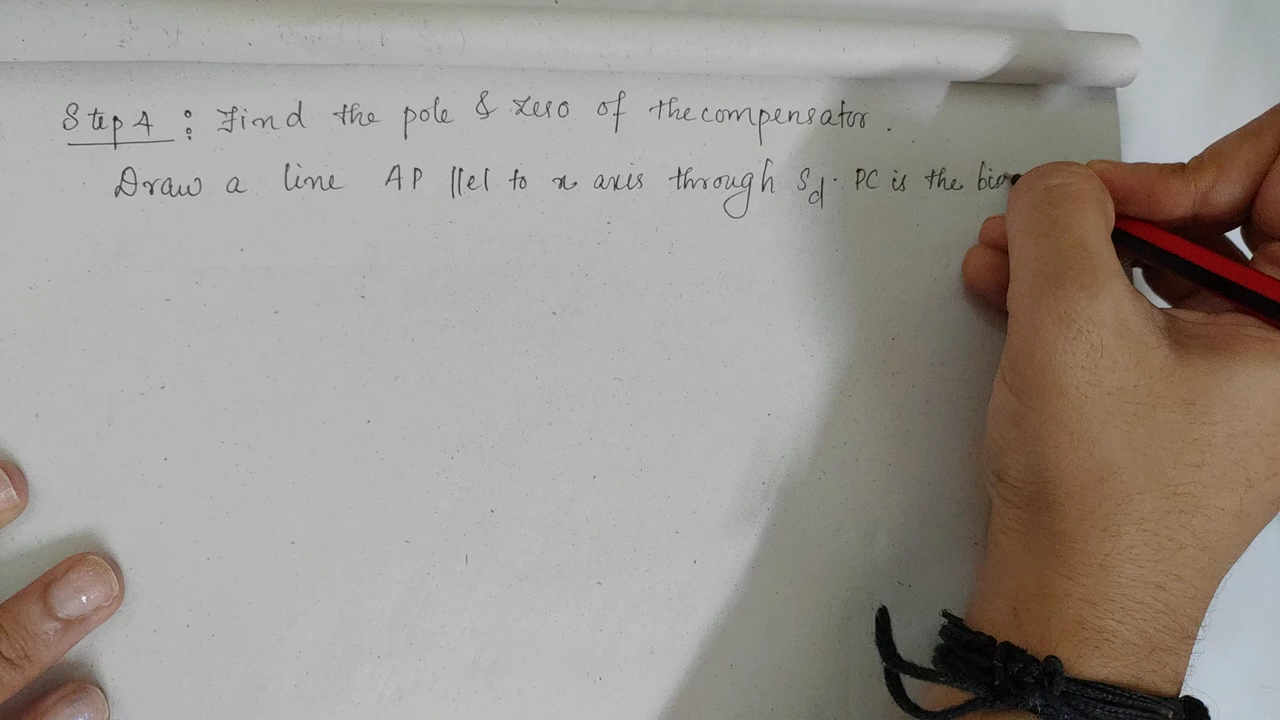 Step 4 : Find the pole & zero of the compensator.
Draw a line AP ||el to x axis through Sd. PC is the bis